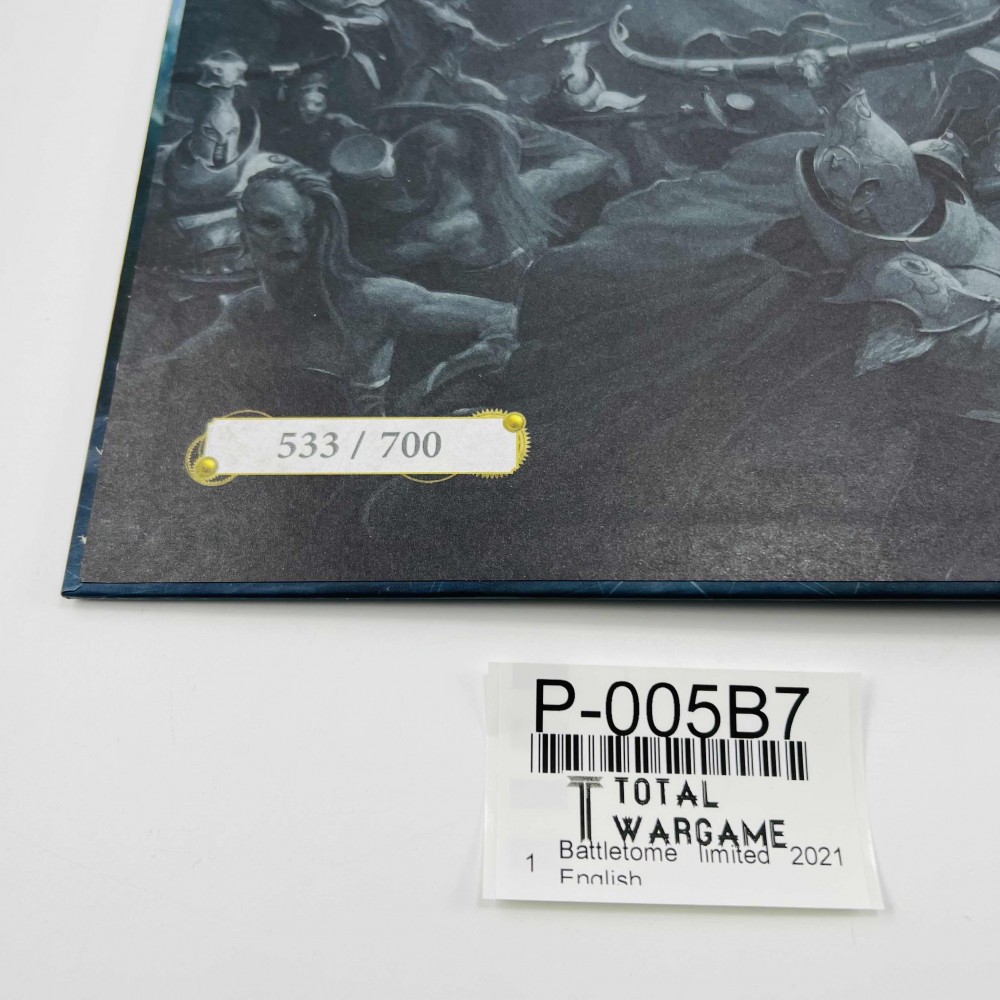 533 / 700
P-005B7
TOTAL
WARGAME
1 Battletome limited 2021
English